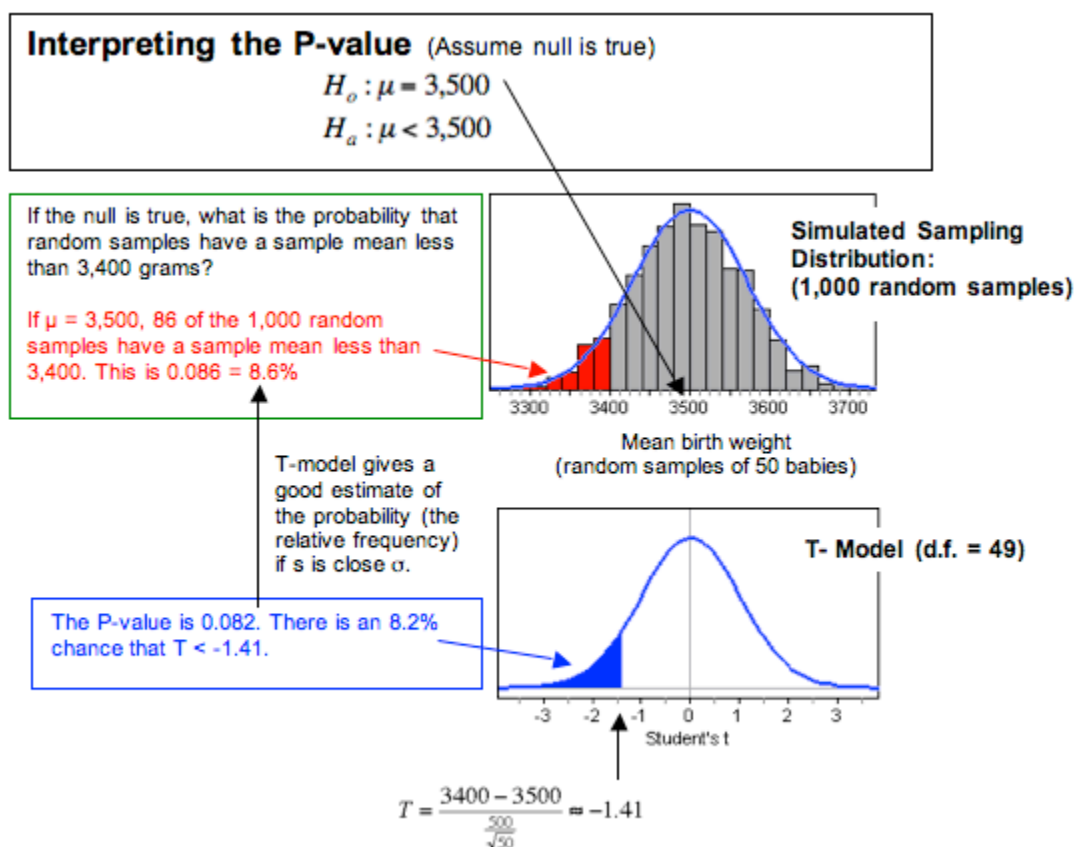 Interpreting the P-value (Assume null is true)
H₀ : μ = 3,500
Hₐ : μ < 3,500
If the null is true, what is the probability that
random samples have a sample mean less
than 3,400 grams?
If μ = 3,500, 86 of the 1,000 random
samples have a sample mean less than
3,400. This is 0.086 = 8.6%
Simulated Sampling
Distribution:
(1,000 random samples)
3300 3400 3500 3600 3700
Mean birth weight
(random samples of 50 babies)
T-model gives a
good estimate of
the probability (the
relative frequency)
if s is close σ.
T- Model (d.f. = 49)
The P-value is 0.082. There is an 8.2%
chance that T < -1.41.
-3 -2 -1 0 1 2 3
Student's t
T = (3400 − 3500) / (500 / √50) ≈ −1.41